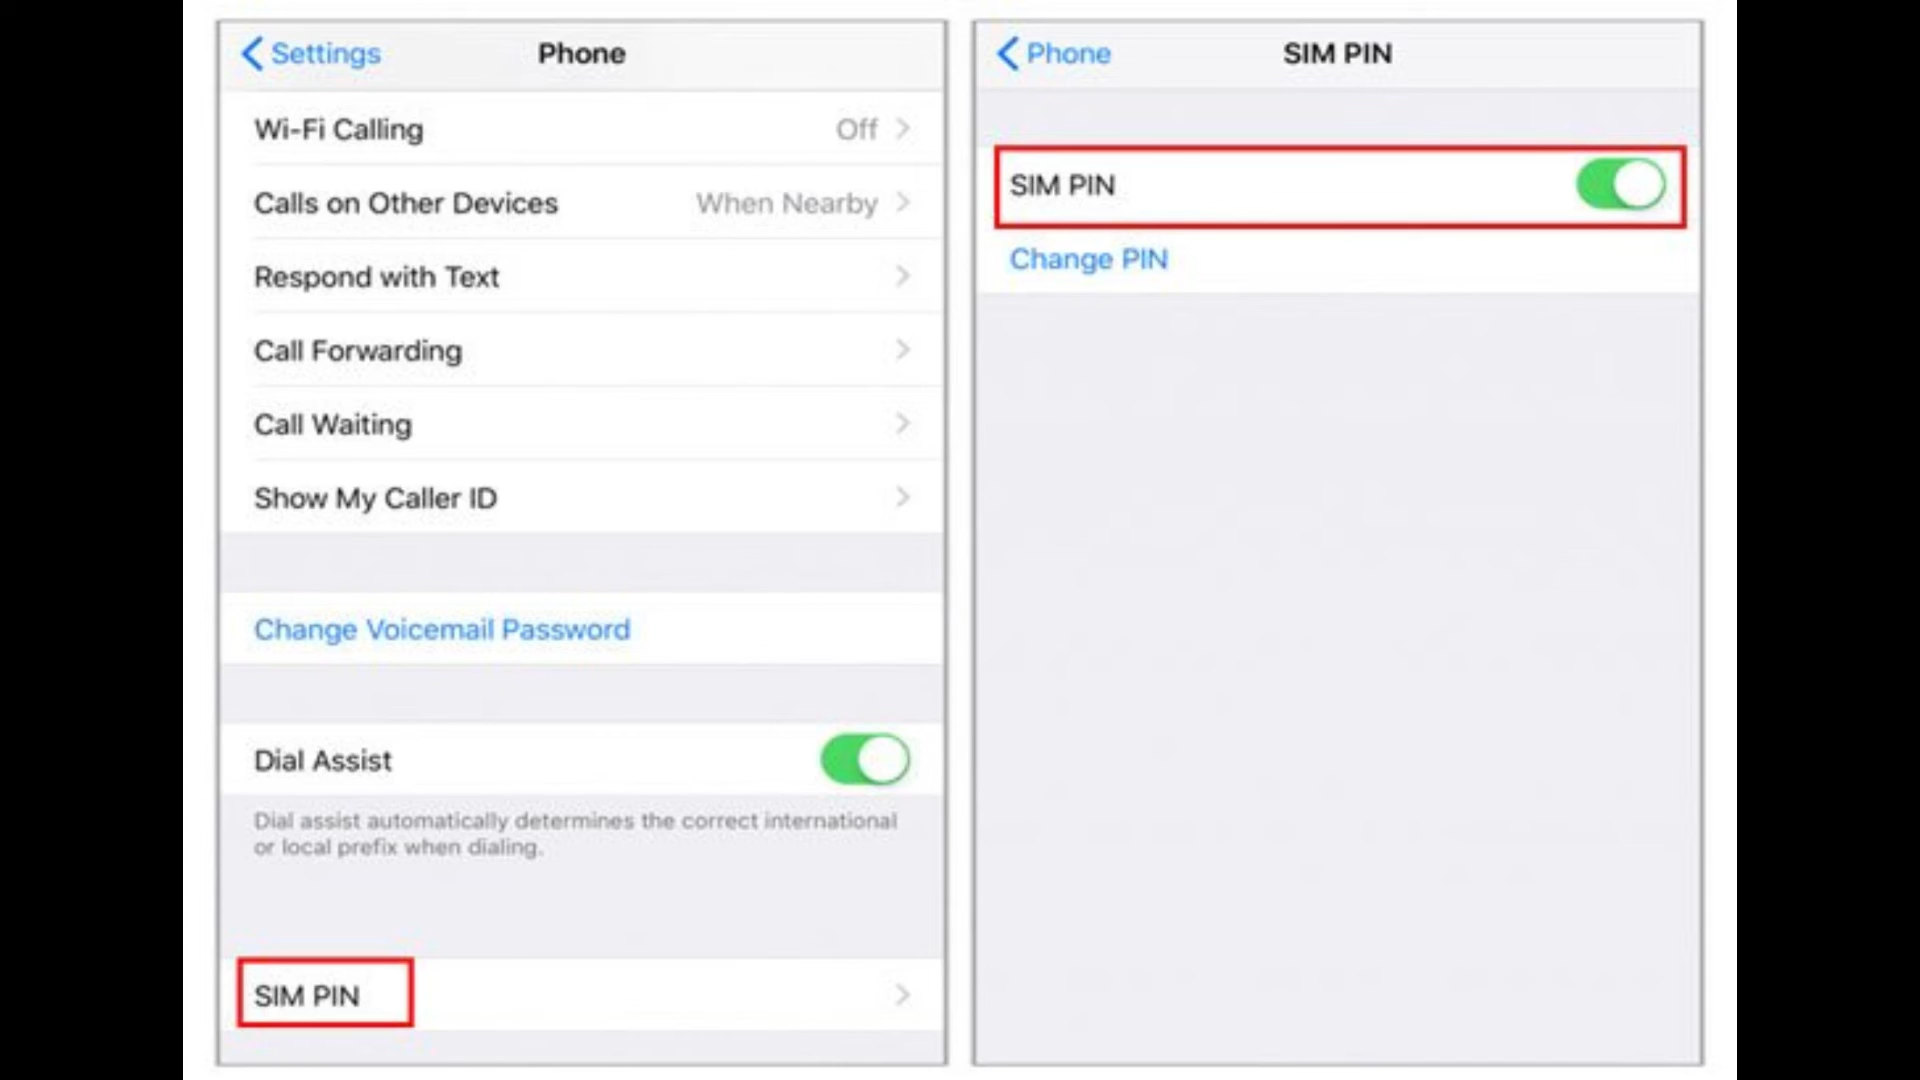 Settings
Phone
Wi-Fi Calling
Off
Calls on Other Devices
When Nearby
Respond with Text
Call Forwarding
Call Waiting
Show My Caller ID
Change Voicemail Password
Dial Assist
Dial assist automatically determines the correct international
or local prefix when dialing.
SIM PIN
Phone
SIM PIN
SIM PIN
Change PIN